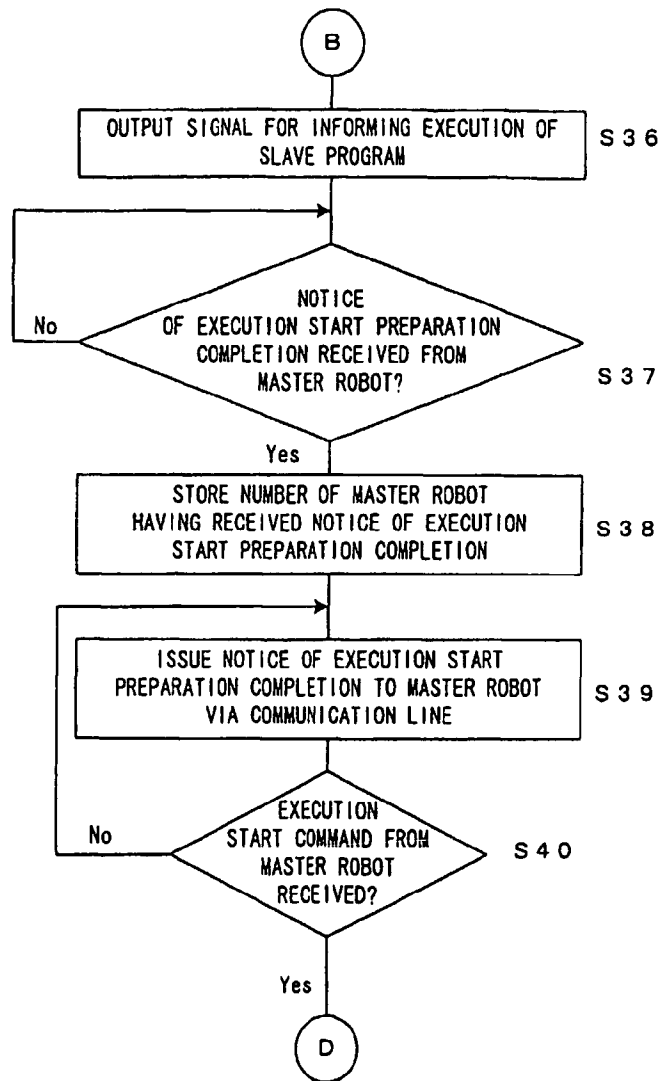 B
OUTPUT SIGNAL FOR INFORMING EXECUTION OF
SLAVE PROGRAM
S36
NOTICE
OF EXECUTION START PREPARATION
COMPLETION RECEIVED FROM
MASTER ROBOT?
No
S37
Yes
STORE NUMBER OF MASTER ROBOT
HAVING RECEIVED NOTICE OF EXECUTION
START PREPARATION COMPLETION
S38
ISSUE NOTICE OF EXECUTION START
PREPARATION COMPLETION TO MASTER ROBOT
VIA COMMUNICATION LINE
S39
EXECUTION
START COMMAND FROM
MASTER ROBOT
RECEIVED?
No
S40
Yes
D